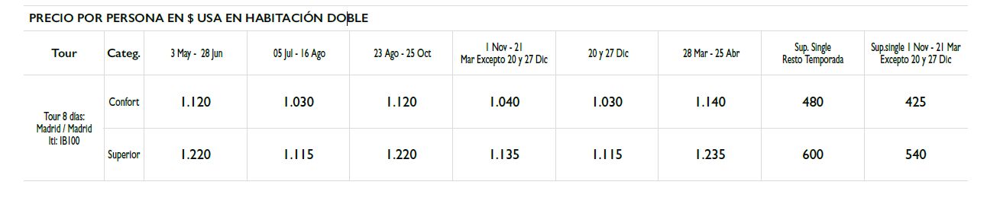 PRECIO POR PERSONA EN $ USA EN HABITACIÓN DOBLE
Tour Categ. 3 May - 28 Jun 05 Jul - 16 Ago 23 Ago - 25 Oct 1 Nov - 21 20 y 27 Dic 28 Mar - 25 Abr Sup. Single Sup.single 1 Nov - 21 Mar
Mar Excepto 20 y 27 Dic Resto Temporada Excepto 20 y 27 Dic
Confort 1.120 1.030 1.120 1.040 1.030 1.140 480 425
Tour 8 días:
Madrid / Madrid
Iti: IB100
Superior 1.220 1.115 1.220 1.135 1.115 1.235 600 540